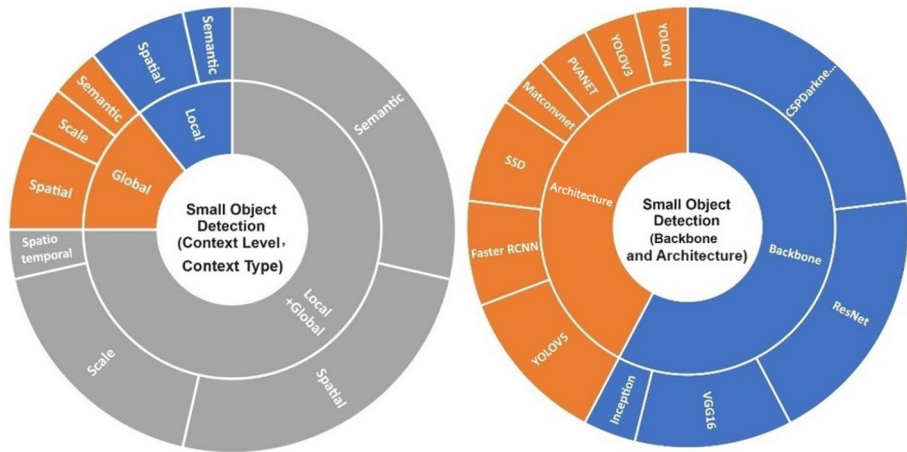 Spatial
Semantic
Semantic
Scale
Spatial
Local
Global
Semantic
Small Object
Detection
(Context Level,
Context Type)
Spatio
temporal
Local
+Global
Scale
Spatial
YOLOV4
YOLOV3
PVANET
Matconvnet
SSD
Faster RCNN
YOLOV5
Architecture
CSPDarkne...
Small Object
Detection
(Backbone
and Architecture)
Backbone
ResNet
VGG16
Inception